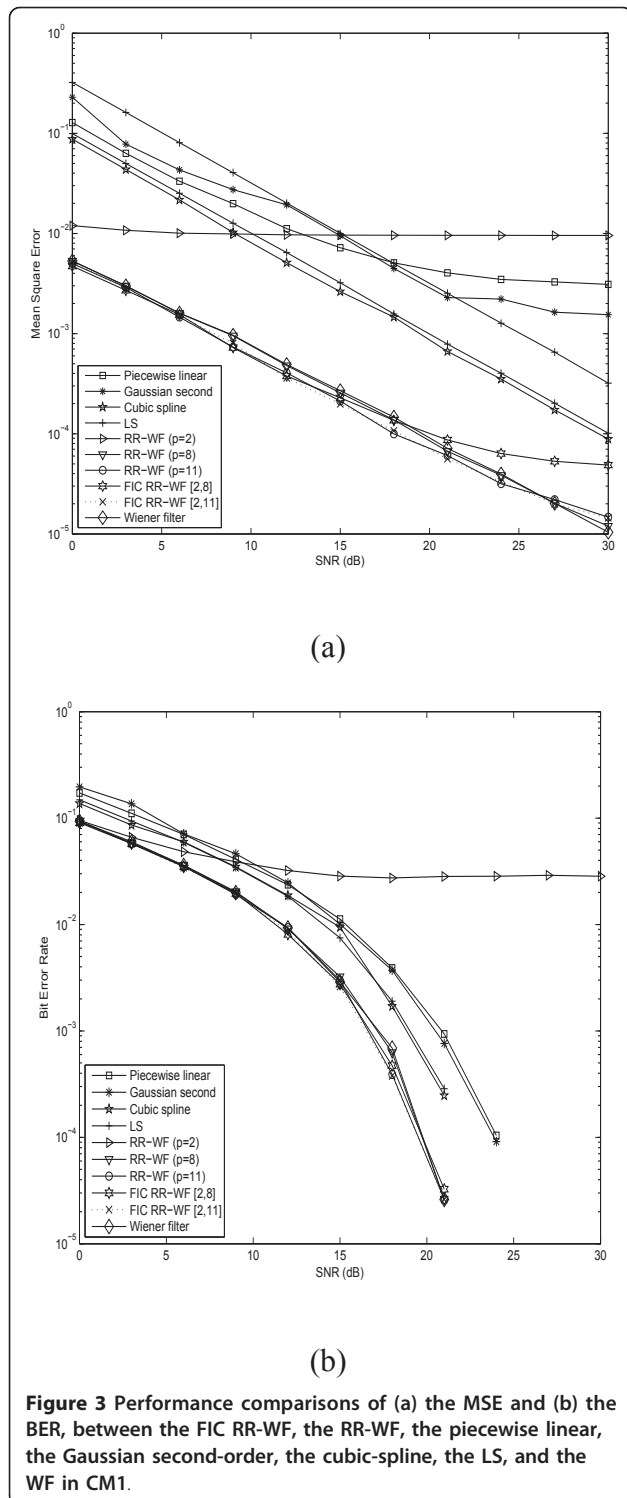 10^0
10^-1
10^-2
10^-3
10^-4
10^-5
Mean Square Error
Piecewise linear
Gaussian second
Cubic spline
LS
RR−WF (p=2)
RR−WF (p=8)
RR−WF (p=11)
FIC RR−WF [2,8]
FIC RR−WF [2,11]
Wiener filter
0 5 10 15 20 25 30
SNR (dB)
(a)
10^0
10^-1
10^-2
10^-3
10^-4
10^-5
Bit Error Rate
Piecewise linear
Gaussian second
Cubic spline
LS
RR−WF (p=2)
RR−WF (p=8)
RR−WF (p=11)
FIC RR−WF [2,8]
FIC RR−WF [2,11]
Wiener filter
0 5 10 15 20 25 30
SNR (dB)
(b)
Figure 3 Performance comparisons of (a) the MSE and (b) the
BER, between the FIC RR-WF, the RR-WF, the piecewise linear,
the Gaussian second-order, the cubic-spline, the LS, and the
WF in CM1.